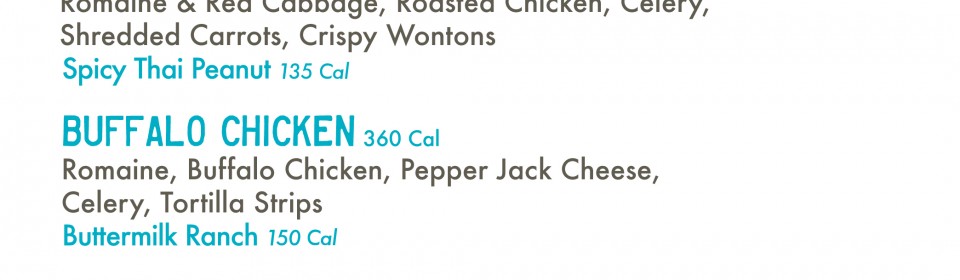 Romaine & Red Cabbage, Roasted Chicken, Celery,
Shredded Carrots, Crispy Wontons
Spicy Thai Peanut 135 Cal
BUFFALO CHICKEN 360 Cal
Romaine, Buffalo Chicken, Pepper Jack Cheese,
Celery, Tortilla Strips
Buttermilk Ranch 150 Cal